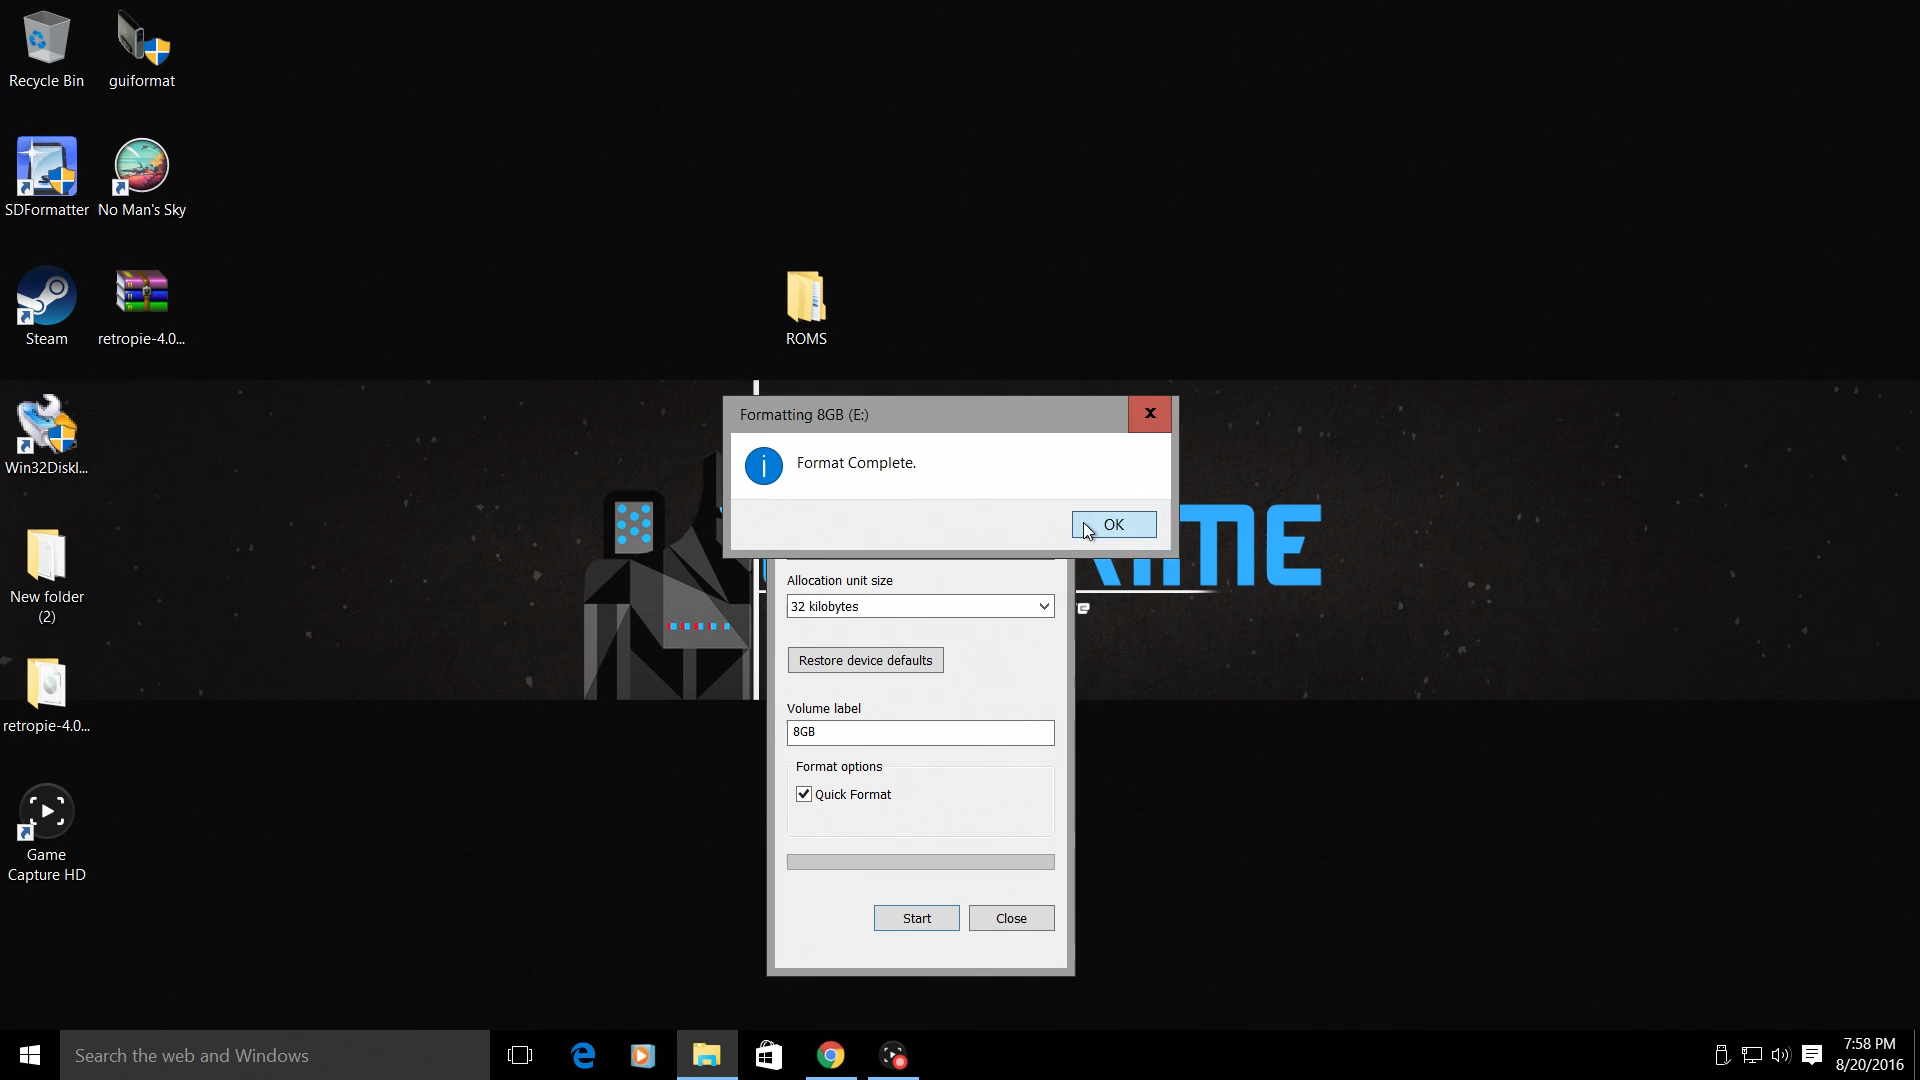 Recycle Bin
guiformat
SDFormatter
No Man's Sky
Steam
retropie-4.0...
ROMS
Win32DiskI...
New folder
(2)
retropie-4.0...
Game
Capture HD
Formatting 8GB (E:)
x
i
Format Complete.
OK
Allocation unit size
32 kilobytes
Restore device defaults
Volume label
8GB
Format options
Quick Format
Start
Close
Search the web and Windows
7:58 PM
8/20/2016